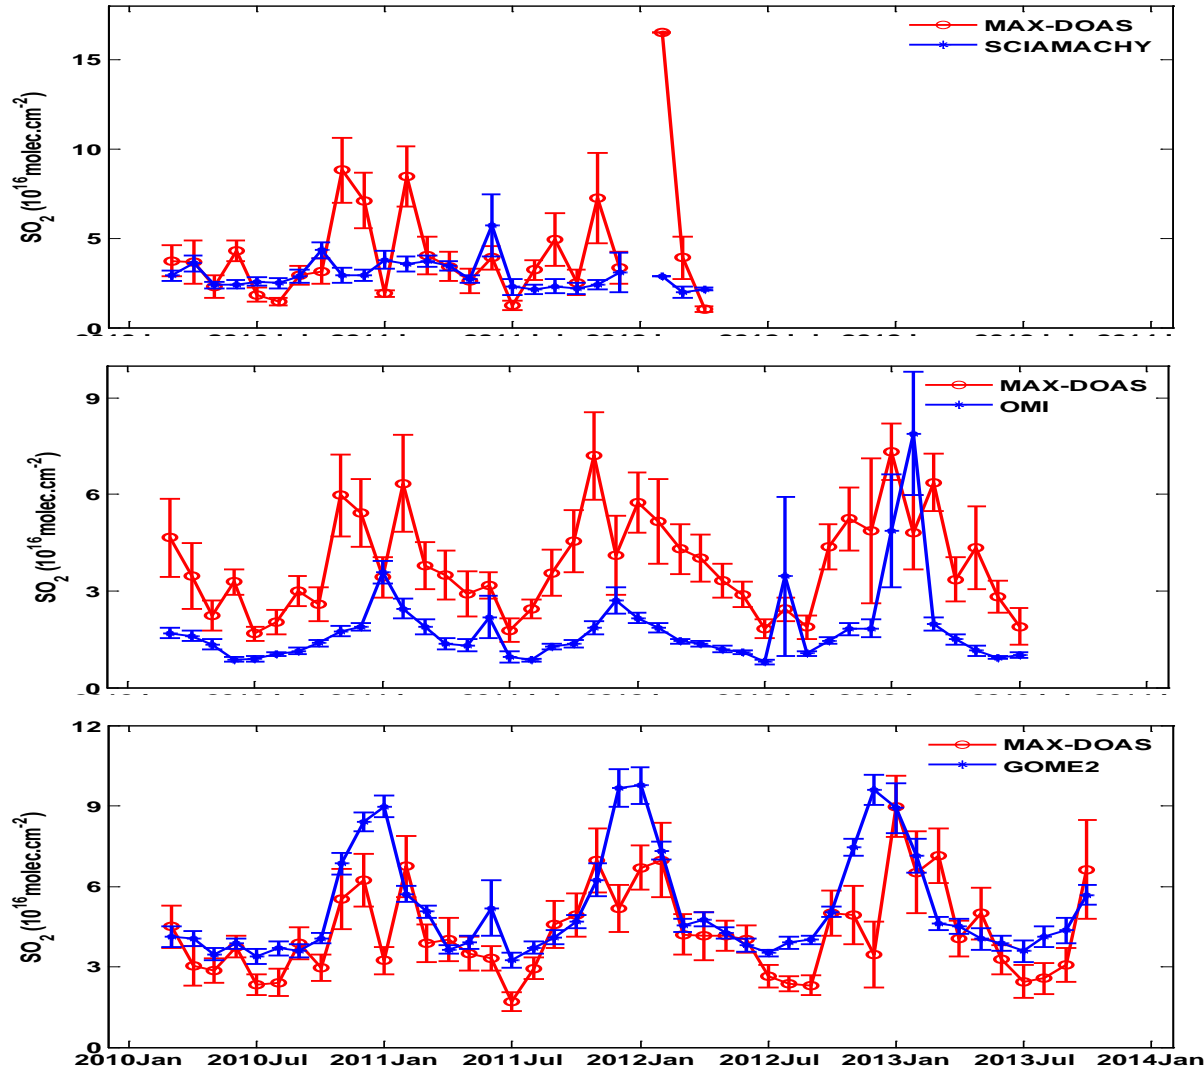 MAX-DOAS
SCIAMACHY
15
10
5
0
SO2 (10^16 molec.cm^-2)
MAX-DOAS
OMI
9
6
3
0
SO2 (10^16 molec.cm^-2)
MAX-DOAS
GOME2
12
9
6
3
0
SO2 (10^16 molec.cm^-2)
2010Jan 2010Jul 2011Jan 2011Jul 2012Jan 2012Jul 2013Jan 2013Jul 2014Jan